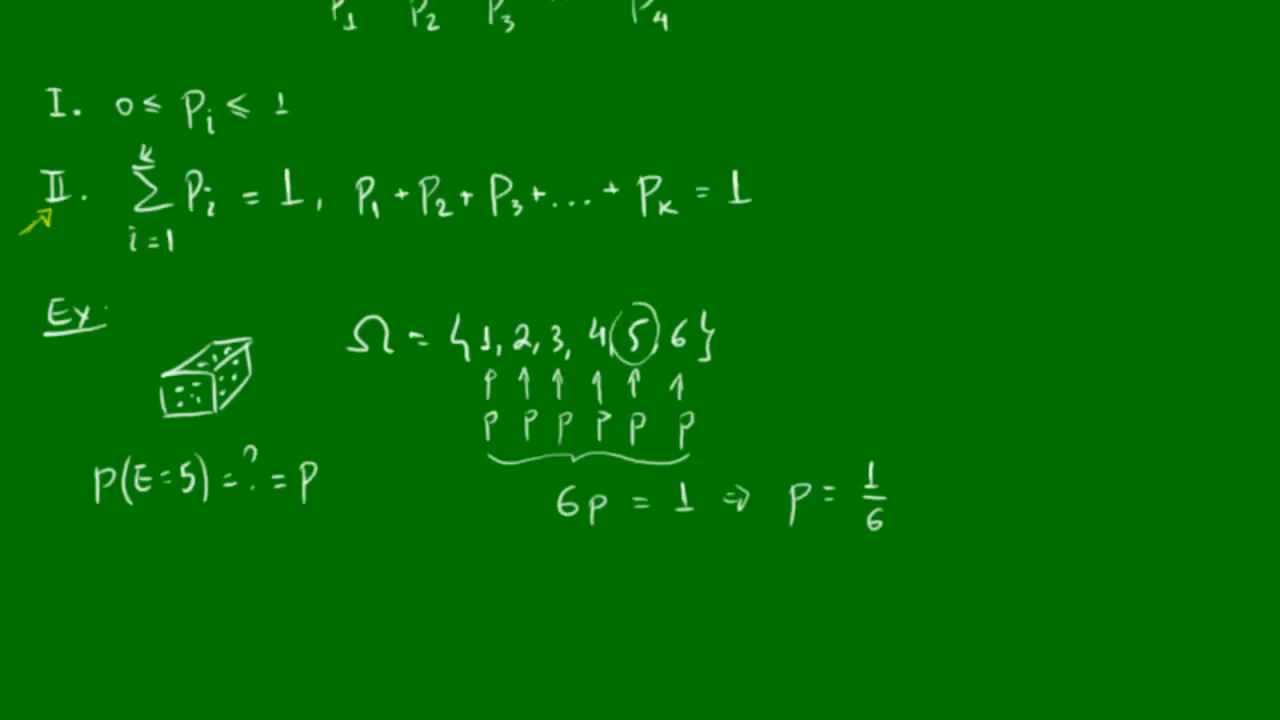 P₁ P₂ P₃ ... P₄
I. 0 ≤ Pᵢ ≤ 1
II. ∑ᵢ₌₁ᵏ Pᵢ = 1, P₁ + P₂ + P₃ + ... + Pₖ = 1
Ex:
Ω = {1, 2, 3, 4, 5, 6}
↑ ↑ ↑ ↑ ↑ ↑
P P P P P P
P(E=5) = ? = P
6p = 1 ⇒ p = 1/6